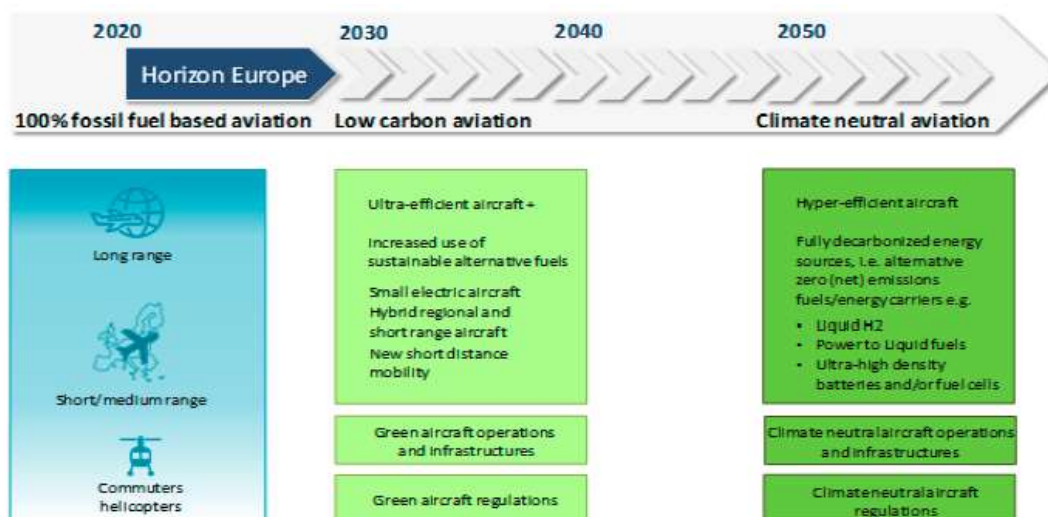 2020
2030
2040
2050
Horizon Europe
100% fossil fuel based aviation
Low carbon aviation
Climate neutral aviation
Long range
Short/medium range
Commuters
helicopters
Ultra-efficient aircraft +
Increased use of
sustainable alternative fuels
Small electric aircraft
Hybrid regional and
short range aircraft
New short distance
mobility
Green aircraft operations
and infrastructures
Green aircraft regulations
Hyper-efficient aircraft
Fully decarbonized energy
sources, i.e. alternative
zero (net) emissions
fuels/energy carriers e.g.
• Liquid H2
• Power to Liquid fuels
• Ultra-high density
batteries and/or fuel cells
Climate neutral aircraft operations
and infrastructures
Climate neutral aircraft
regulations